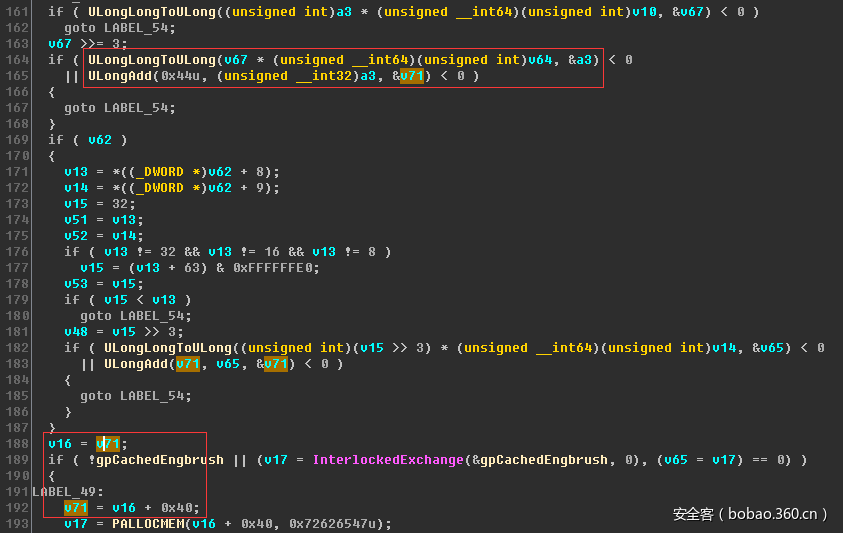 161 if ( ULongLongToULong((unsigned int)a3 * (unsigned __int64)(unsigned int)v10, &v67) < 0 )
162 goto LABEL_54;
163 v67 >>= 3;
164 if ( ULongLongToULong(v67 * (unsigned __int64)(unsigned int)v64, &a3) < 0
165 || ULongAdd(0x44u, (unsigned __int32)a3, &v71) < 0 )
166 {
167 goto LABEL_54;
168 }
169 if ( v62 )
170 {
171 v13 = *((_DWORD *)v62 + 8);
172 v14 = *((_DWORD *)v62 + 9);
173 v15 = 32;
174 v51 = v13;
175 v52 = v14;
176 if ( v13 != 32 && v13 != 16 && v13 != 8 )
177 v15 = (v13 + 63) & 0xFFFFFFE0;
178 v53 = v15;
179 if ( v15 < v13 )
180 goto LABEL_54;
181 v48 = v15 >> 3;
182 if ( ULongLongToULong((unsigned int)(v15 >> 3) * (unsigned __int64)(unsigned int)v14, &v65) < 0
183 || ULongAdd(v71, v65, &v71) < 0 )
184 {
185 goto LABEL_54;
186 }
187 }
188 v16 = v71;
189 if ( !gpCachedEngbrush || (v17 = InterlockedExchange(&gpCachedEngbrush, 0), (v65 = v17) == 0) )
190 {
191 LABEL_49:
192 v71 = v16 + 0x40;
193 v17 = PALLOCMEM(v16 + 0x40, 0x72626547u);
安全客（bobao.360.cn）